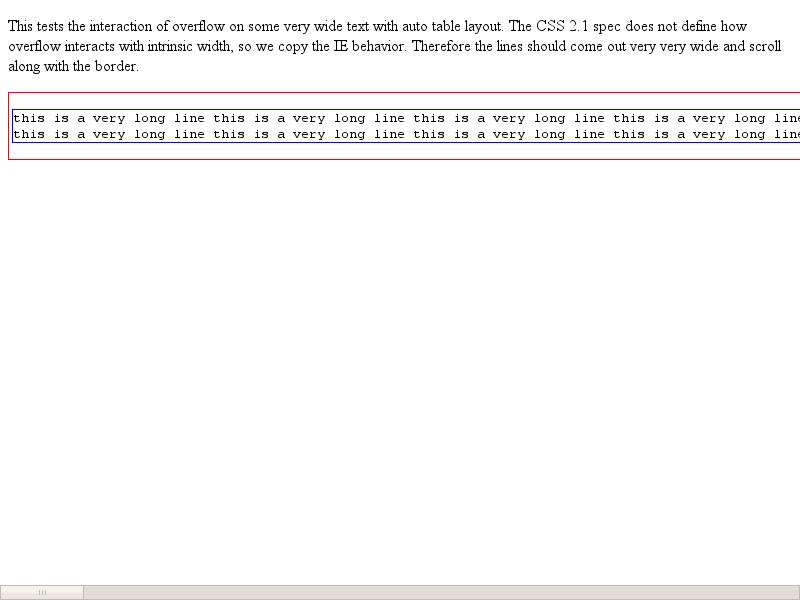 This tests the interaction of overflow on some very wide text with auto table layout. The CSS 2.1 spec does not define how
overflow interacts with intrinsic width, so we copy the IE behavior. Therefore the lines should come out very very wide and scroll
along with the border.
this is a very long line this is a very long line this is a very long line this is a very long line
this is a very long line this is a very long line this is a very long line this is a very long line